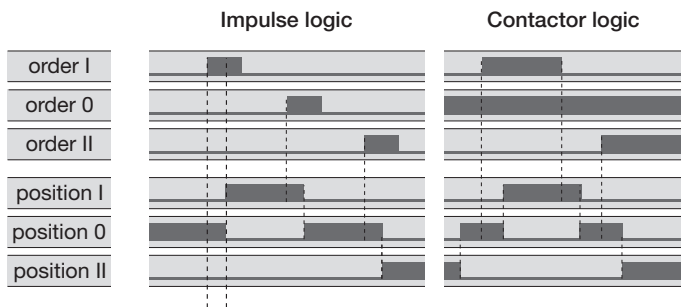 Impulse logic
Contactor logic
order I
order 0
order II
position I
position 0
position II